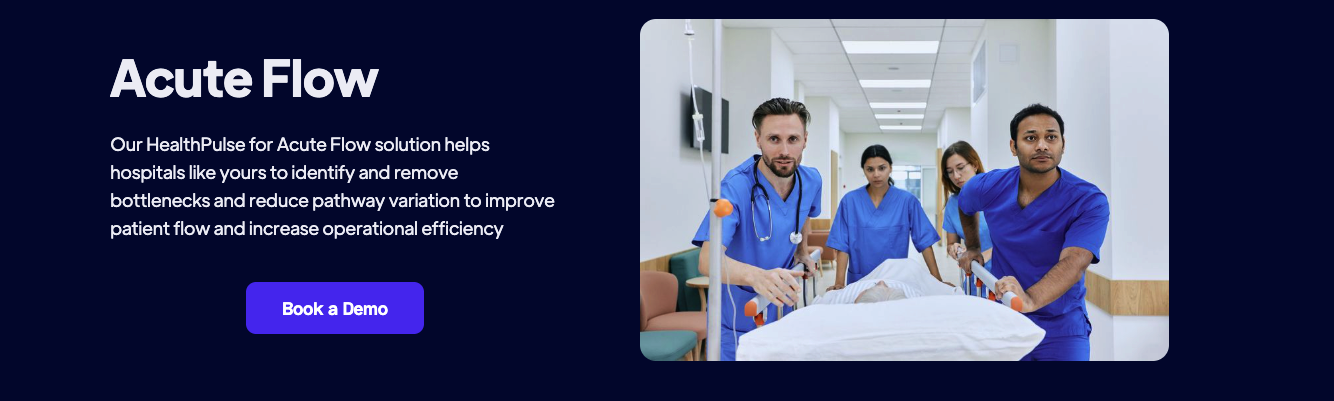 Acute Flow
Our HealthPulse for Acute Flow solution helps
hospitals like yours to identify and remove
bottlenecks and reduce pathway variation to improve
patient flow and increase operational efficiency
Book a Demo